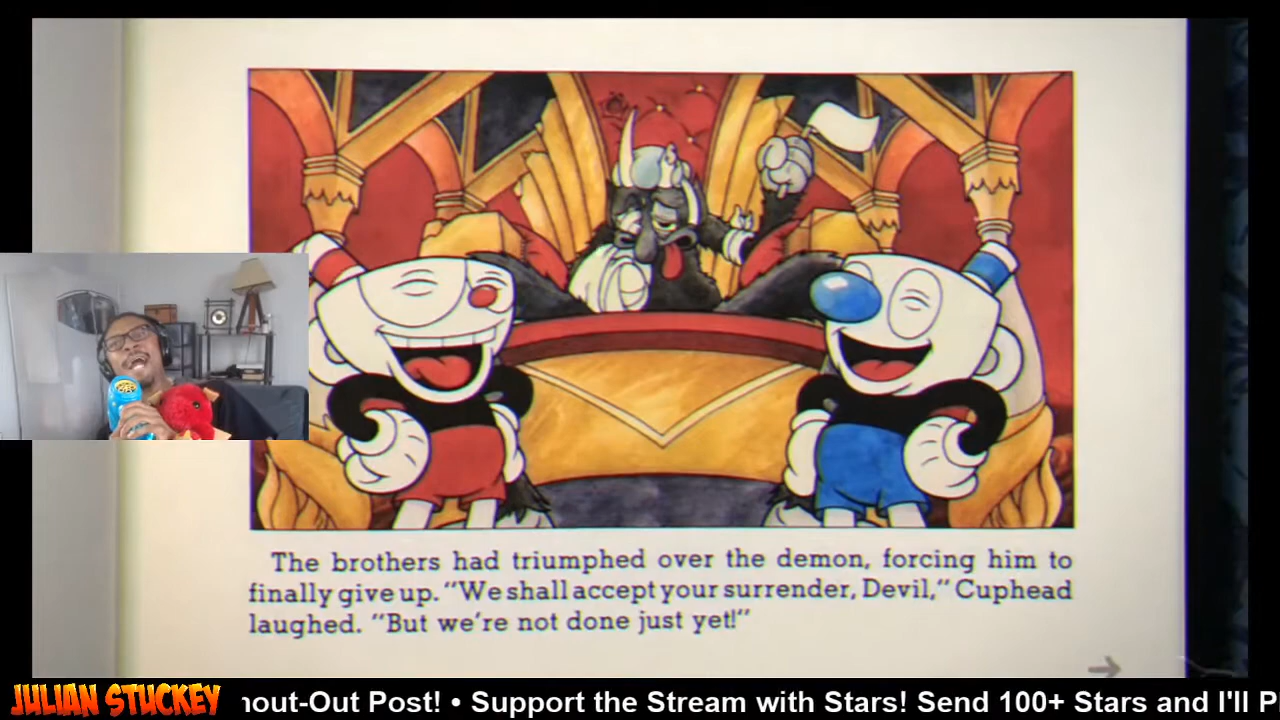 The brothers had triumphed over the demon, forcing him to
finally give up. “We shall accept your surrender, Devil,” Cuphead
laughed. “But we’re not done just yet!”
JULIAN STUCKEY
Post! • Support the Stream with Stars! Send 100+ Stars and I'll